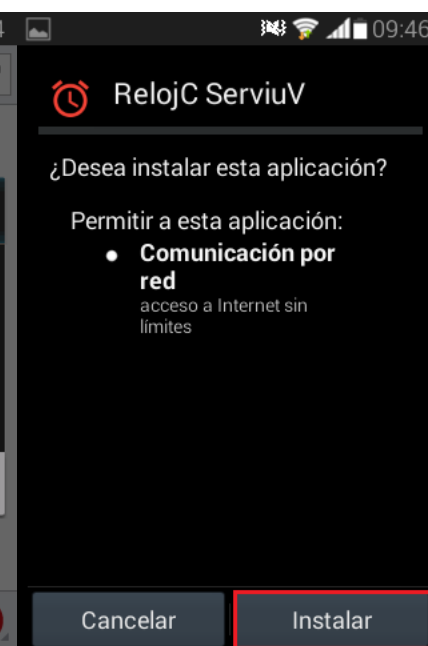 09:46
RelojC ServiuV
¿Desea instalar esta aplicación?
Permitir a esta aplicación:
Comunicación por
red
acceso a Internet sin
límites
Cancelar
Instalar